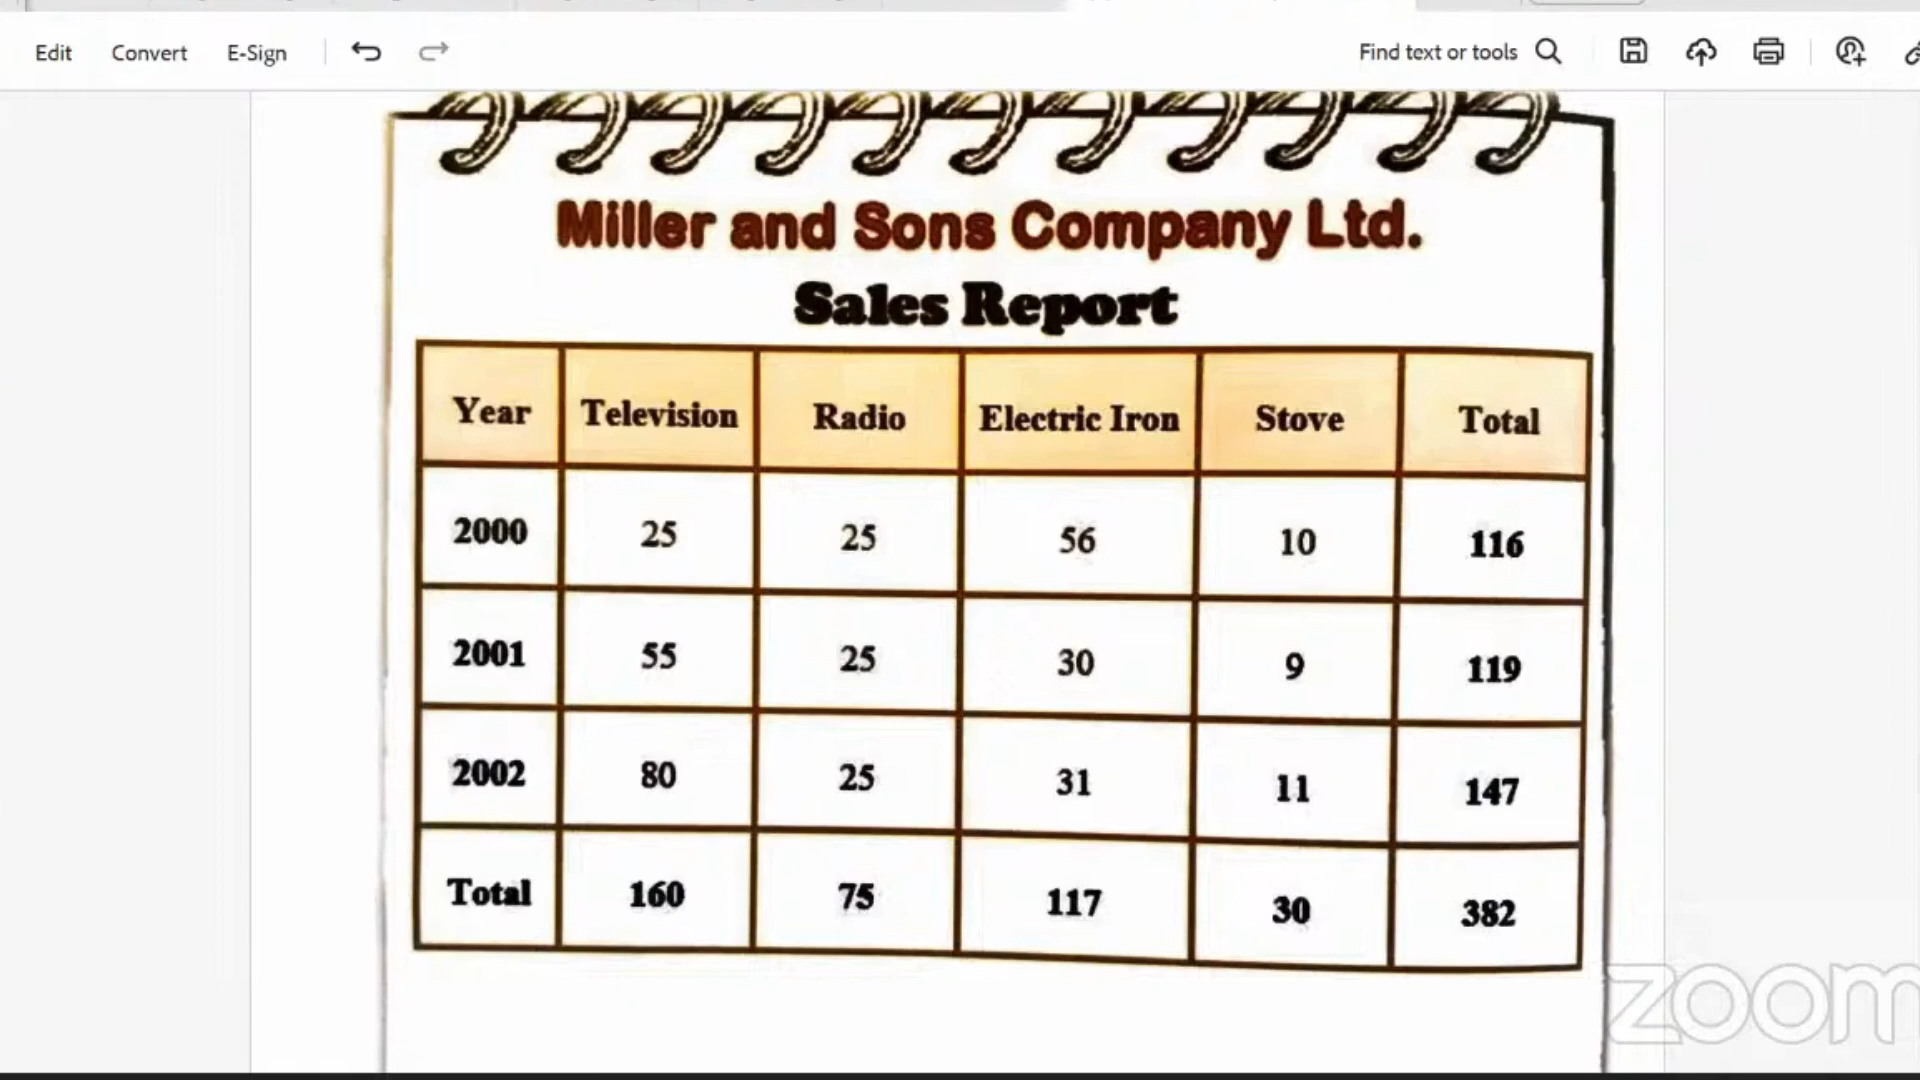 Edit Convert E-Sign Find text or tools
Miller and Sons Company Ltd.
Sales Report
Year Television Radio Electric Iron Stove Total
2000 25 25 56 10 116
2001 55 25 30 9 119
2002 80 25 31 11 147
Total 160 75 117 30 382
zoom